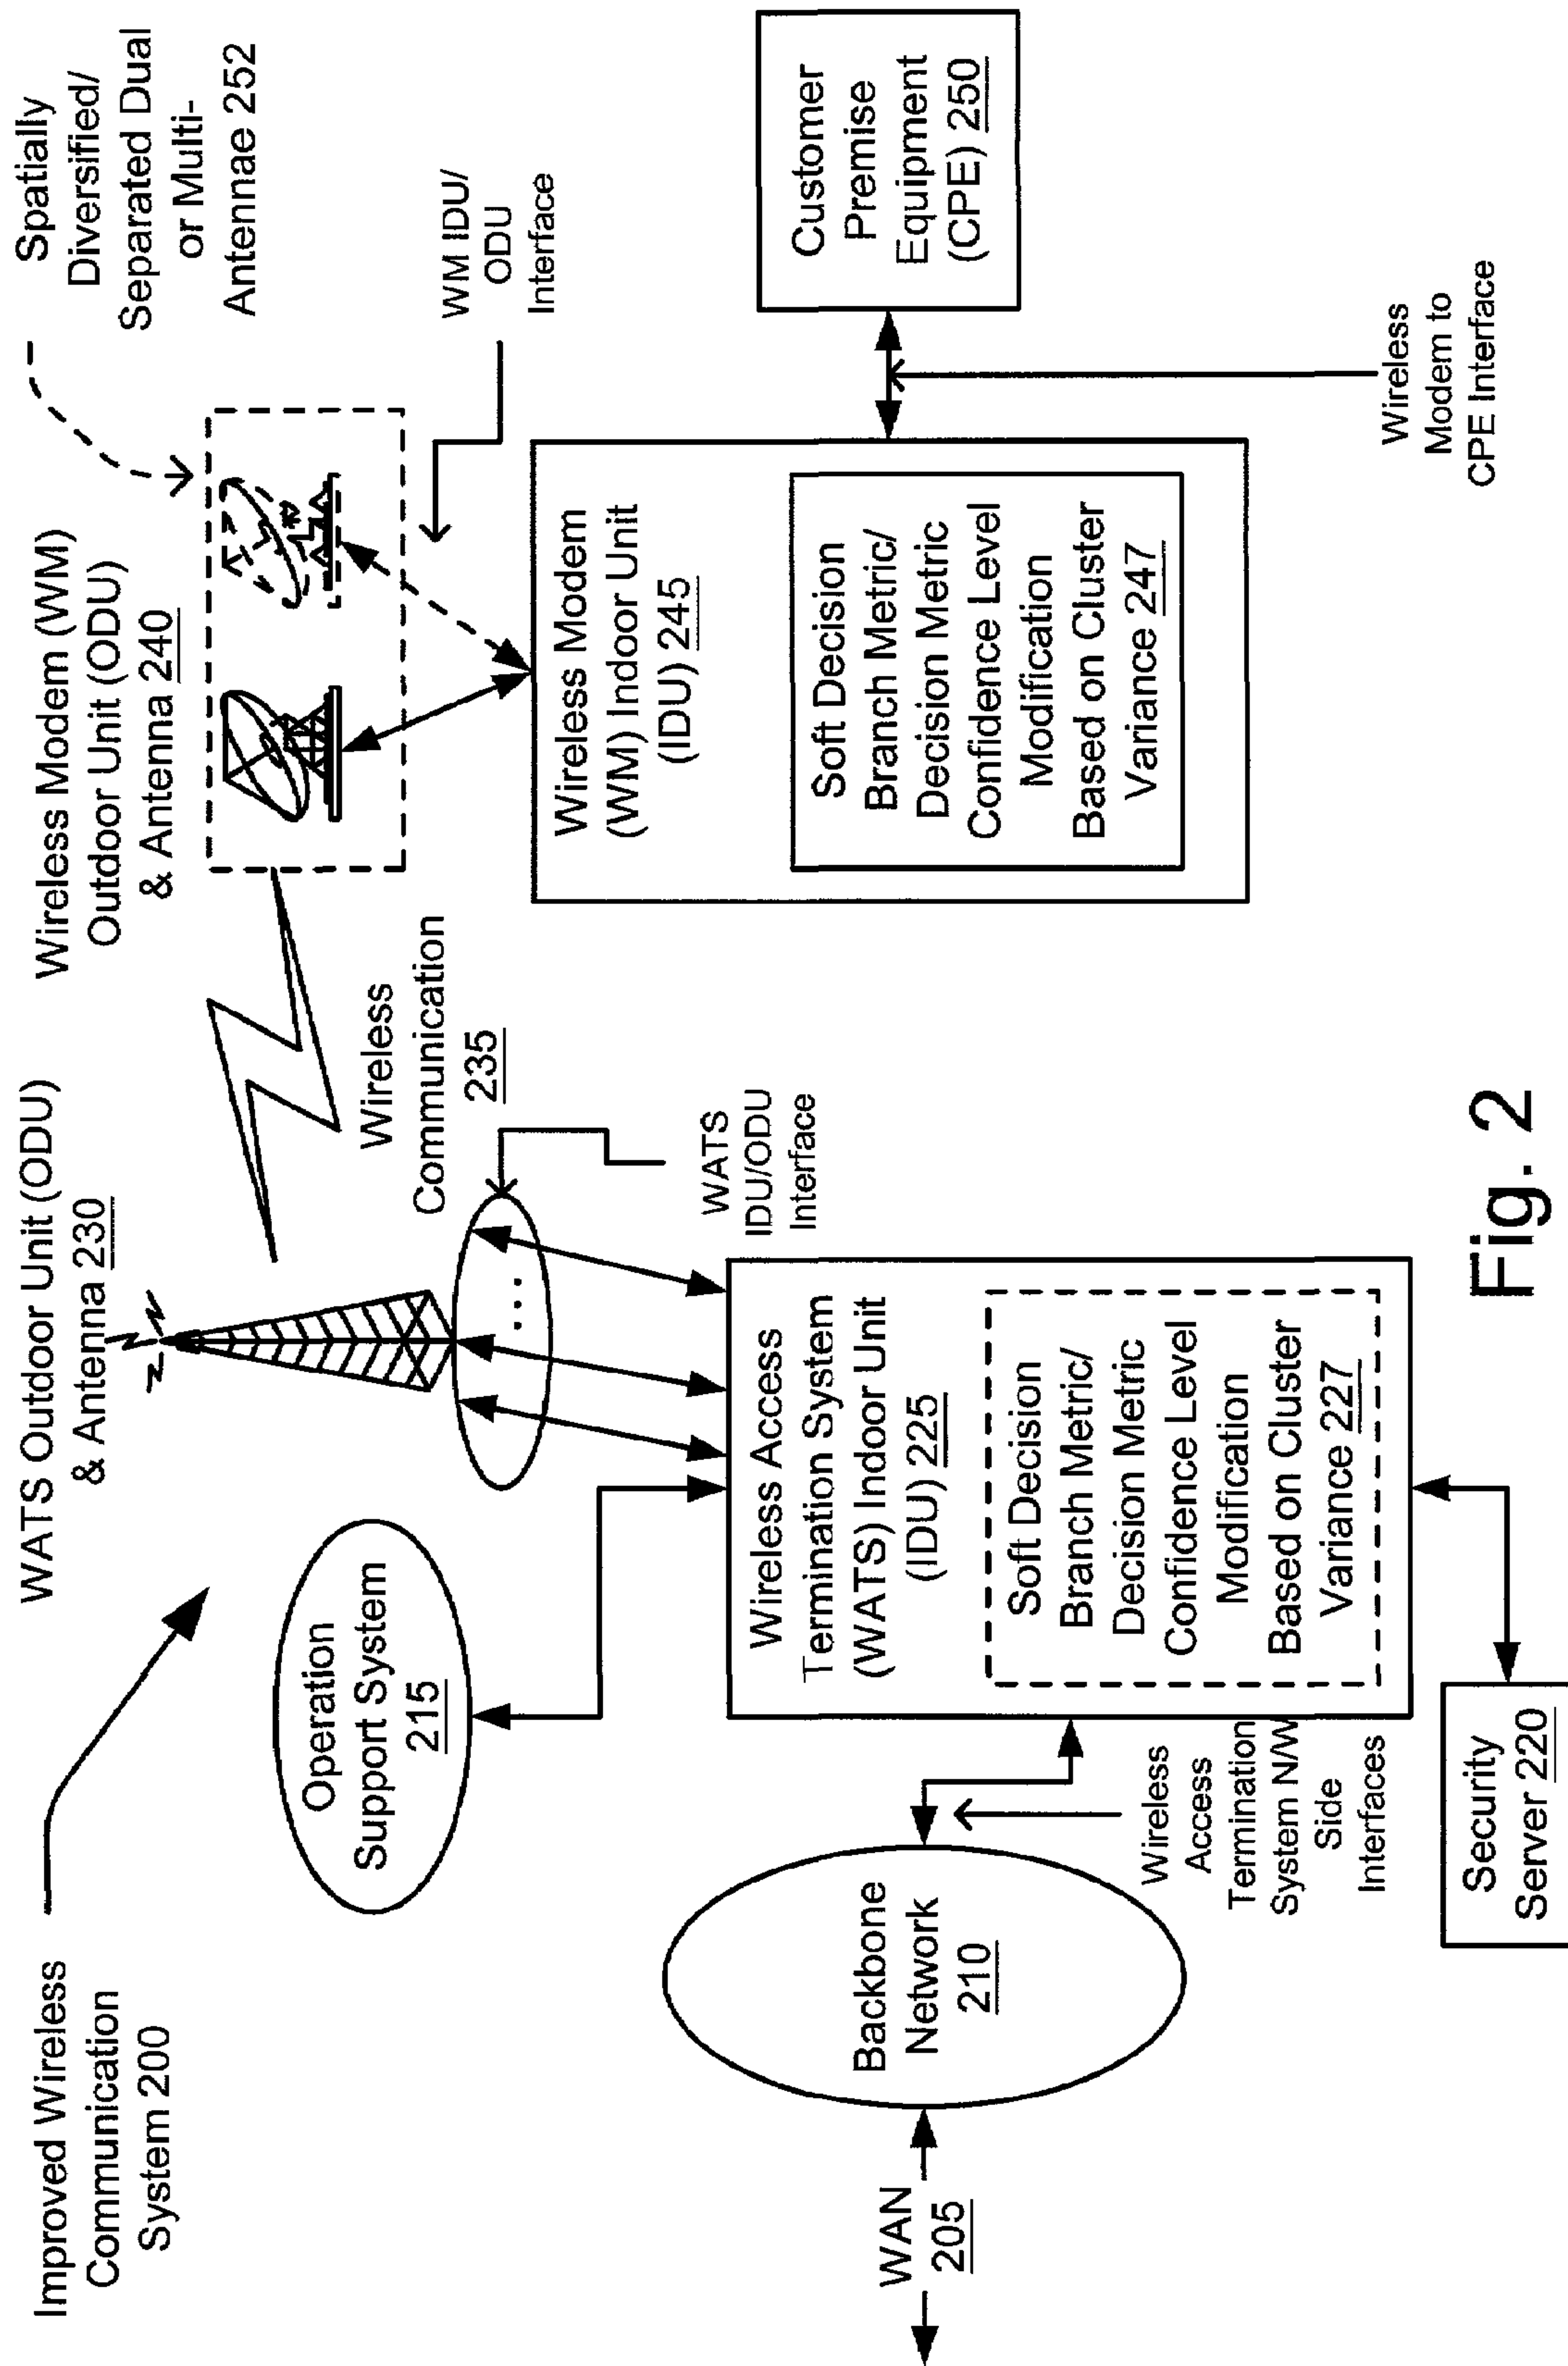 Improved Wireless
Communication
System 200
WATS Outdoor Unit (ODU)
& Antenna 230
Wireless Modem (WM)
Outdoor Unit (ODU)
& Antenna 240
Spatially
Diversified/
Separated Dual
or Multi-
Antennae 252
Operation
Support System
215
Wireless
Communication
235
WM IDU/
ODU
Interface
WATS
IDU/ODU
Interface
...
WAN
205
Backbone
Network
210
Wireless
Access
Termination
System N/W
Side
Interfaces
Wireless Access
Termination System
(WATS) Indoor Unit
(IDU) 225
Soft Decision
Branch Metric/
Decision Metric
Confidence Level
Modification
Based on Cluster
Variance 227
Wireless Modem
(WM) Indoor Unit
(IDU) 245
Soft Decision
Branch Metric/
Decision Metric
Confidence Level
Modification
Based on Cluster
Variance 247
Customer
Premise
Equipment
(CPE) 250
Wireless
Modem to
CPE Interface
Security
Server 220
Fig. 2